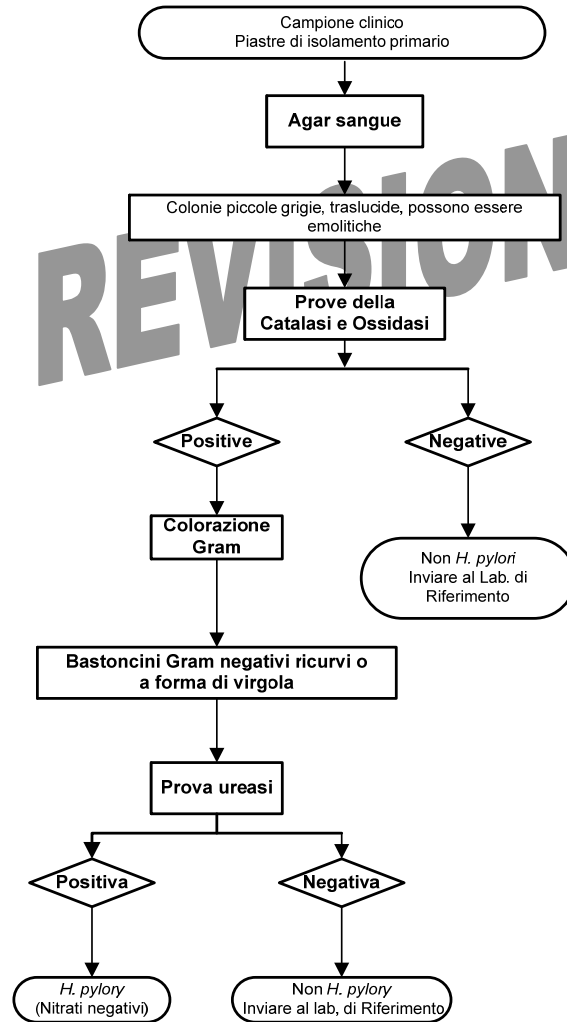 Campione clinico
Piastre di isolamento primario
Agar sangue
Colonie piccole grigie, traslucide, possono essere
emolitiche
REVISION
Prove della
Catalasi e Ossidasi
Positive
Negative
Colorazione
Gram
Non H. pylori
Inviare al Lab. di
Riferimento
Bastoncini Gram negativi ricurvi o
a forma di virgola
Prova ureasi
Positiva
Negativa
H. pylory
(Nitrati negativi)
Non H. pylory
Inviare al lab, di Riferimento